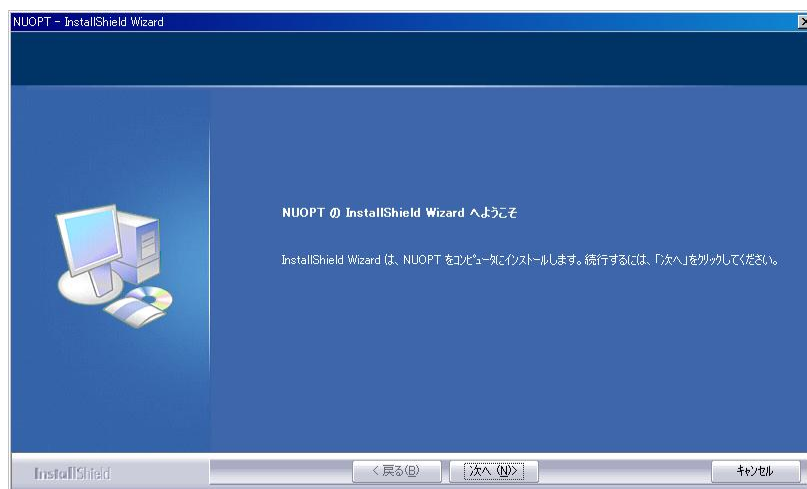 NUOPT - InstallShield Wizard
NUOPT の InstallShield Wizard へようこそ
InstallShield Wizard は、NUOPT をコンピュータにインストールします。続行するには、「次へ」をクリックしてください。
InstallShield
< 戻る(B)
次へ (N)>
キャンセル